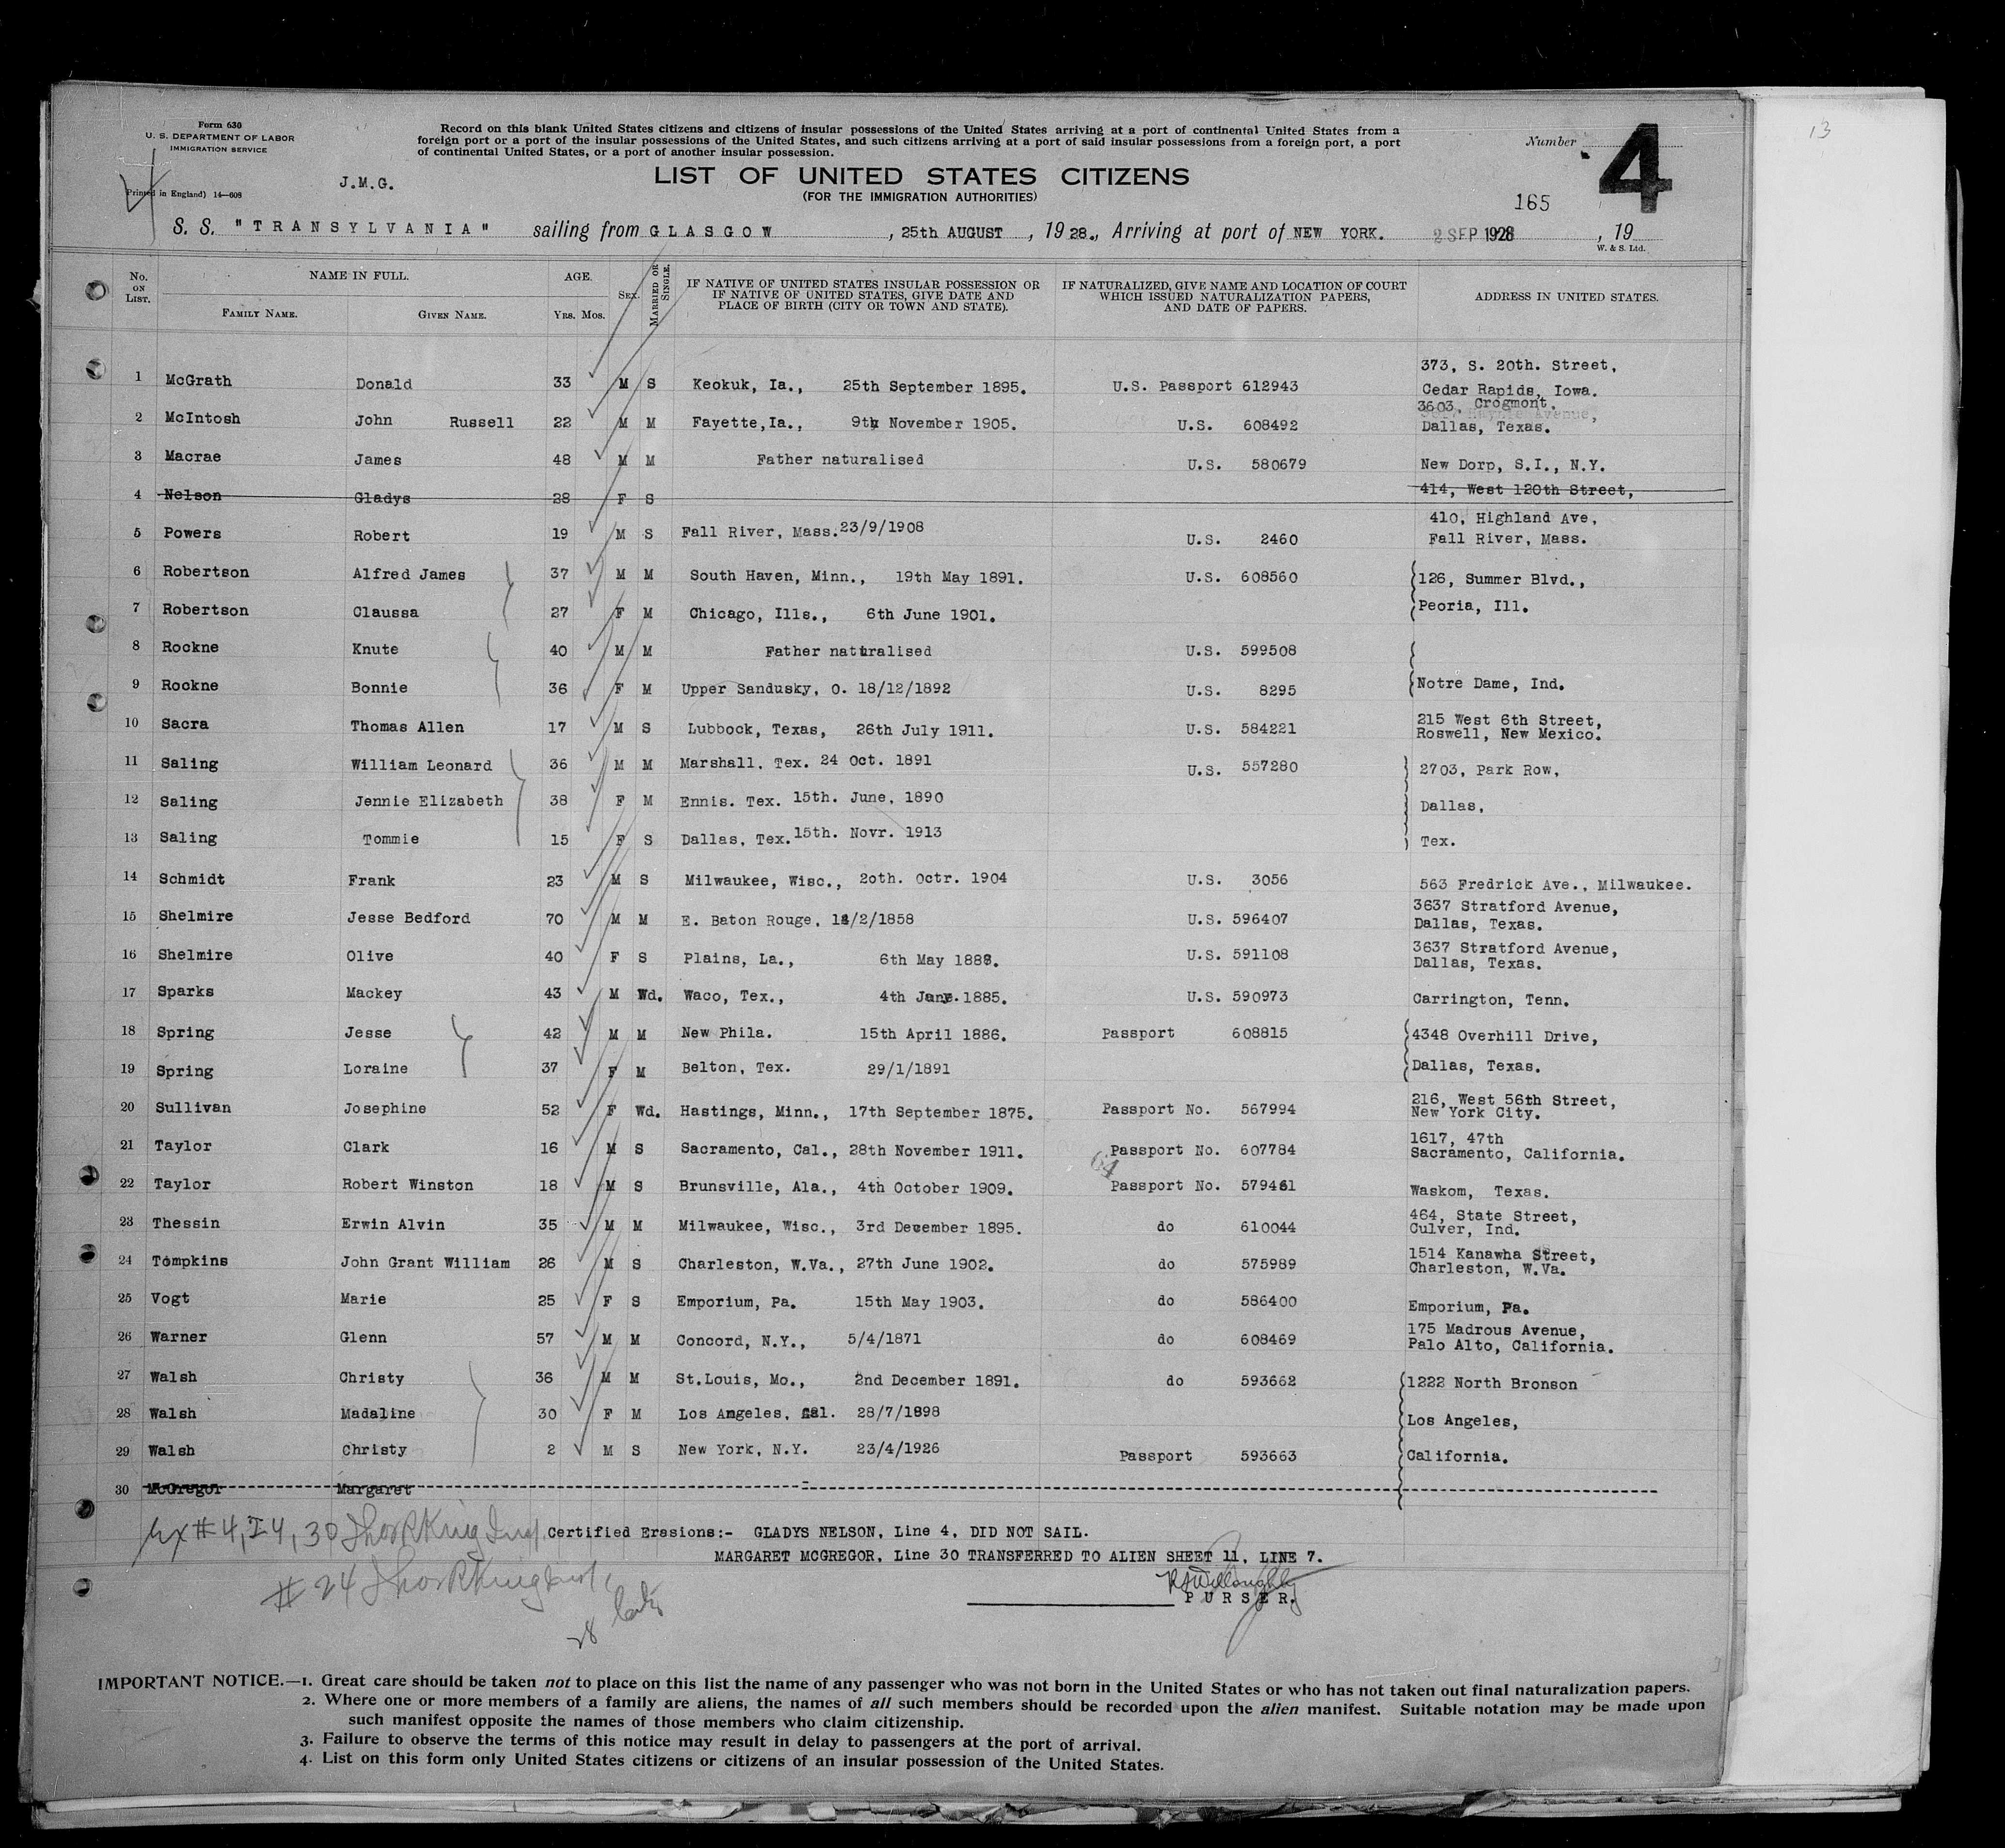 13
Form 630
U. S. DEPARTMENT OF LABOR
IMMIGRATION SERVICE
Printed in England) 14—608
J.M.G.
Record on this blank United States citizens and citizens of insular possessions of the United States arriving at a port of continental United States from a
foreign port or a port of the insular possessions of the United States, and such citizens arriving at a port of said insular possessions from a foreign port, a port
of continental United States, or a port of another insular possession.
LIST OF UNITED STATES CITIZENS
(FOR THE IMMIGRATION AUTHORITIES)
Number 4
165
S. S. "TRANSYLVANIA" sailing from GLASGOW, 25th AUGUST, 1928., Arriving at port of NEW YORK. 2 SEP 1928, 19
W. & S. Ltd.
No. ON LIST. NAME IN FULL. FAMILY NAME. GIVEN NAME. AGE. Yrs. Mos. SEX. MARRIED OR SINGLE. IF NATIVE OF UNITED STATES INSULAR POSSESSION OR IF NATIVE OF UNITED STATES, GIVE DATE AND PLACE OF BIRTH (CITY OR TOWN AND STATE). IF NATURALIZED, GIVE NAME AND LOCATION OF COURT WHICH ISSUED NATURALIZATION PAPERS, AND DATE OF PAPERS. ADDRESS IN UNITED STATES.
1 McGrath Donald 33 M S Keokuk, Ia., 25th September 1895. U.S. Passport 612943 373, S. 20th. Street, Cedar Rapids, Iowa.
2 McIntosh John Russell 22 M M Fayette,Ia., 9th November 1905. U.S. 608492 3603, Crogmont, Dallas, Texas.
3 Macrae James 48 M M Father naturalised U.S. 580679 New Dorp, S.I., N.Y.
4 Nelson Gladys 28 F S 414, West 120th Street,
5 Powers Robert 19 M S Fall River, Mass. 23/9/1908 U.S. 2460 410, Highland Ave, Fall River, Mass.
6 Robertson Alfred James 37 M M South Haven, Minn., 19th May 1891. U.S. 608560 126, Summer Blvd.,
7 Robertson Claussa 27 F M Chicago, Ills., 6th June 1901. Peoria, Ill.
8 Rockne Knute 40 M M Father naturalised U.S. 599508
9 Rockne Bonnie 36 F M Upper Sandusky, O. 18/12/1892 U.S. 8295 Notre Dame, Ind.
10 Sacra Thomas Allen 17 M S Lubbock, Texas, 26th July 1911. U.S. 584221 215 West 6th Street, Roswell, New Mexico.
11 Saling William Leonard 36 M M Marshall. Tex. 24 Oct. 1891 U.S. 557280 2703, Park Row,
12 Saling Jennie Elizabeth 38 F M Ennis. Tex. 15th. June, 1890 Dallas,
13 Saling Tommie 15 F S Dallas, Tex. 15th. Novr. 1913 Tex.
14 Schmidt Frank 23 M S Milwaukee, Wisc., 20th. Octr. 1904 U.S. 3056 563 Fredrick Ave., Milwaukee.
15 Shelmire Jesse Bedford 70 M M E. Baton Rouge, /2/1858 U.S. 596407 3637 Stratford Avenue, Dallas, Texas.
16 Shelmire Olive 40 F S Plains, La., 6th May 1888. U.S. 591108 3637 Stratford Avenue, Dallas, Texas.
17 Sparks Mackey 43 M Wd. Waco, Tex., 4th Jany. 1885. U.S. 590973 Carrington, Tenn.
18 Spring Jesse 42 M M New Phila. 15th April 1886. Passport 608815 4348 Overhill Drive,
19 Spring Loraine 37 F M Belton, Tex. 29/1/1891 Dallas, Texas.
20 Sullivan Josephine 52 F Wd. Hastings, Minn., 17th September 1875. Passport No. 567994 216, West 56th Street, New York City.
21 Taylor Clark 16 M S Sacramento, Cal., 28th November 1911. Passport No. 607784 1617, 47th Sacramento, California.
22 Taylor Robert Winston 18 M S Brunsville, Ala., 4th October 1909. 64 Passport No. 579461 Waskom, Texas.
23 Thessin Erwin Alvin 35 M M Milwaukee, Wisc., 3rd December 1895. do 610044 464, State Street, Culver, Ind.
24 Tompkins John Grant William 26 M S Charleston, W.Va., 27th June 1902. do 575989 1514 Kanawha Street, Charleston, W.Va.
25 Vogt Marie 25 F S Emporium, Pa. 15th May 1903. do 586400 Emporium, Pa.
26 Warner Glenn 57 M M Concord, N.Y., 5/4/1871 do 608469 175 Madrous Avenue, Palo Alto, California.
27 Walsh Christy 36 M M St.Louis, Mo., 2nd December 1891. do 593662 1222 North Bronson
28 Walsh Madaline 30 F M Los Angeles, Cal. 28/7/1898 Los Angeles,
29 Walsh Christy 2 M S New York, N.Y. 23/4/1926 Passport 593663 California.
30 McGregor Margaret
#4, 24, 30
Certified Erasions:- GLADYS NELSON, Line 4, DID NOT SAIL.
MARGARET MCGREGOR, Line 30 TRANSFERRED TO ALIEN SHEET 11, LINE 7.
# 24
28
RSWilloughby
PURSER.
IMPORTANT NOTICE.—1. Great care should be taken not to place on this list the name of any passenger who was not born in the United States or who has not taken out final naturalization papers.
2. Where one or more members of a family are aliens, the names of all such members should be recorded upon the alien manifest. Suitable notation may be made upon
such manifest opposite the names of those members who claim citizenship.
3. Failure to observe the terms of this notice may result in delay to passengers at the port of arrival.
4. List on this form only United States citizens or citizens of an insular possession of the United States.